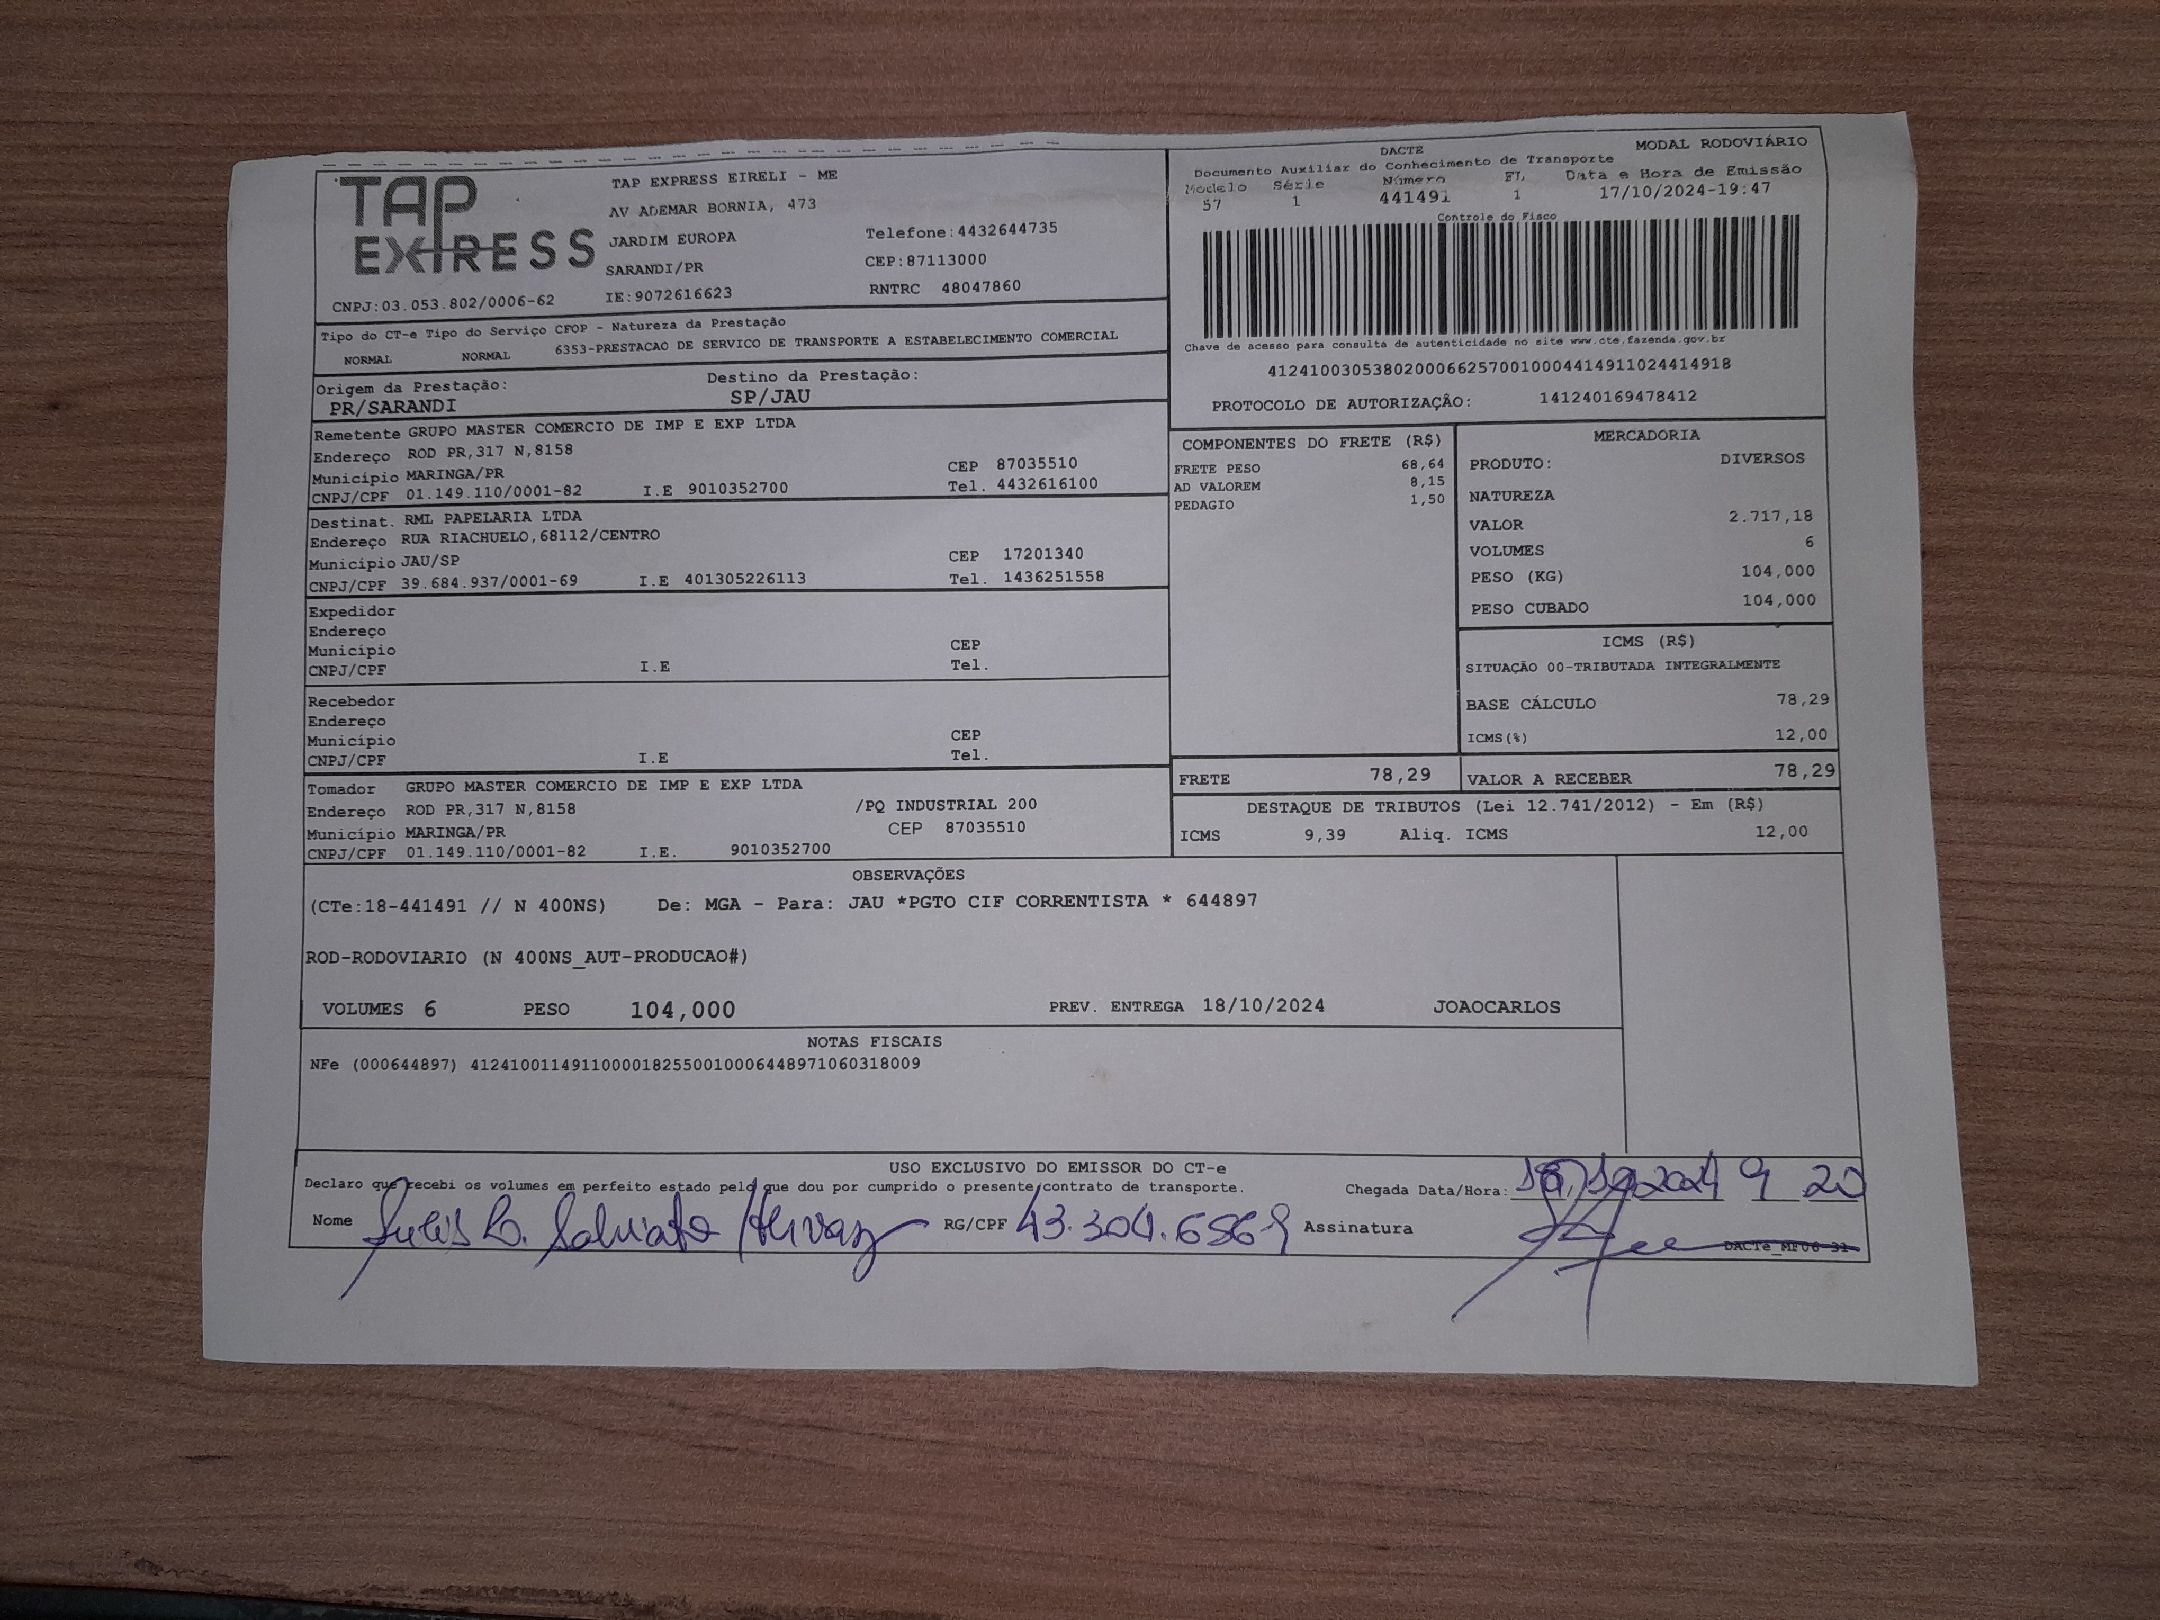 TAP
EXPRESS
TAP EXPRESS EIRELI - ME
AV ADEMAR BORNIA, 473
JARDIM EUROPA Telefone:4432644735
SARANDI/PR CEP:87113000
CNPJ:03.053.802/0006-62 IE:9072616623 RNTRC 48047860
DACTE MODAL RODOVIÁRIO
Documento Auxiliar do Conhecimento de Transporte
Modelo Série Número FL Data e Hora de Emissão
57 1 441491 1 17/10/2024-19:47
Controle do Fisco
Chave de acesso para consulta de autenticidade no site www.cte.fazenda.gov.br
41241003053802000662570010004414911024414918
PROTOCOLO DE AUTORIZAÇÃO: 141240169478412
Tipo do CT-e Tipo do Serviço CFOP - Natureza da Prestação
NORMAL NORMAL 6353-PRESTACAO DE SERVICO DE TRANSPORTE A ESTABELECIMENTO COMERCIAL
Origem da Prestação: Destino da Prestação:
PR/SARANDI SP/JAU
Remetente GRUPO MASTER COMERCIO DE IMP E EXP LTDA
Endereço ROD PR,317 N,8158
Município MARINGA/PR CEP 87035510
CNPJ/CPF 01.149.110/0001-82 I.E 9010352700 Tel. 4432616100
Destinat. RML PAPELARIA LTDA
Endereço RUA RIACHUELO,68112/CENTRO
Município JAU/SP CEP 17201340
CNPJ/CPF 39.684.937/0001-69 I.E 401305226113 Tel. 1436251558
Expedidor
Endereço
Município CEP
CNPJ/CPF I.E Tel.
Recebedor
Endereço
Município CEP
CNPJ/CPF I.E Tel.
Tomador GRUPO MASTER COMERCIO DE IMP E EXP LTDA
Endereço ROD PR,317 N,8158 /PQ INDUSTRIAL 200
Município MARINGA/PR CEP 87035510
CNPJ/CPF 01.149.110/0001-82 I.E. 9010352700
COMPONENTES DO FRETE (R$)
FRETE PESO 68,64
AD VALOREM 8,15
PEDAGIO 1,50
MERCADORIA
PRODUTO: DIVERSOS
NATUREZA
VALOR 2.717,18
VOLUMES 6
PESO (KG) 104,000
PESO CUBADO 104,000
ICMS (R$)
SITUAÇÃO 00-TRIBUTADA INTEGRALMENTE
BASE CÁLCULO 78,29
ICMS(%) 12,00
FRETE 78,29 VALOR A RECEBER 78,29
DESTAQUE DE TRIBUTOS (Lei 12.741/2012) - Em (R$)
ICMS 9,39 Aliq. ICMS 12,00
OBSERVAÇÕES
(CTe:18-441491 // N 400NS) De: MGA - Para: JAU *PGTO CIF CORRENTISTA * 644897
ROD-RODOVIARIO (N 400NS_AUT-PRODUCAO#)
VOLUMES 6 PESO 104,000 PREV. ENTREGA 18/10/2024 JOAOCARLOS
NOTAS FISCAIS
NFe (000644897) 41241001149110000182550010006448971060318009
USO EXCLUSIVO DO EMISSOR DO CT-e
Declaro que recebi os volumes em perfeito estado pelo que dou por cumprido o presente contrato de transporte. Chegada Data/Hora: 2024 9 20
Nome RG/CPF 43.304.656 Assinatura
DACTe_MF06-31